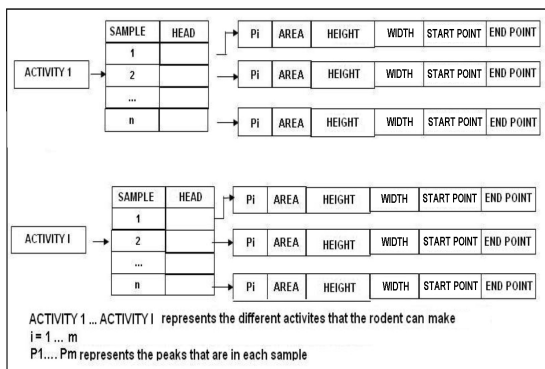 SAMPLE HEAD
1
Pi AREA HEIGHT WIDTH START POINT END POINT
ACTIVITY 1
2
Pi AREA HEIGHT WIDTH START POINT END POINT
...
n
Pi AREA HEIGHT WIDTH START POINT END POINT
SAMPLE HEAD
1
Pi AREA HEIGHT WIDTH START POINT END POINT
ACTIVITY I
2
Pi AREA HEIGHT WIDTH START POINT END POINT
...
n
Pi AREA HEIGHT WIDTH START POINT END POINT
ACTIVITY 1 ... ACTIVITY I represents the different activites that the rodent can make
i = 1 ... m
P1.... Pm represents the peaks that are in each sample